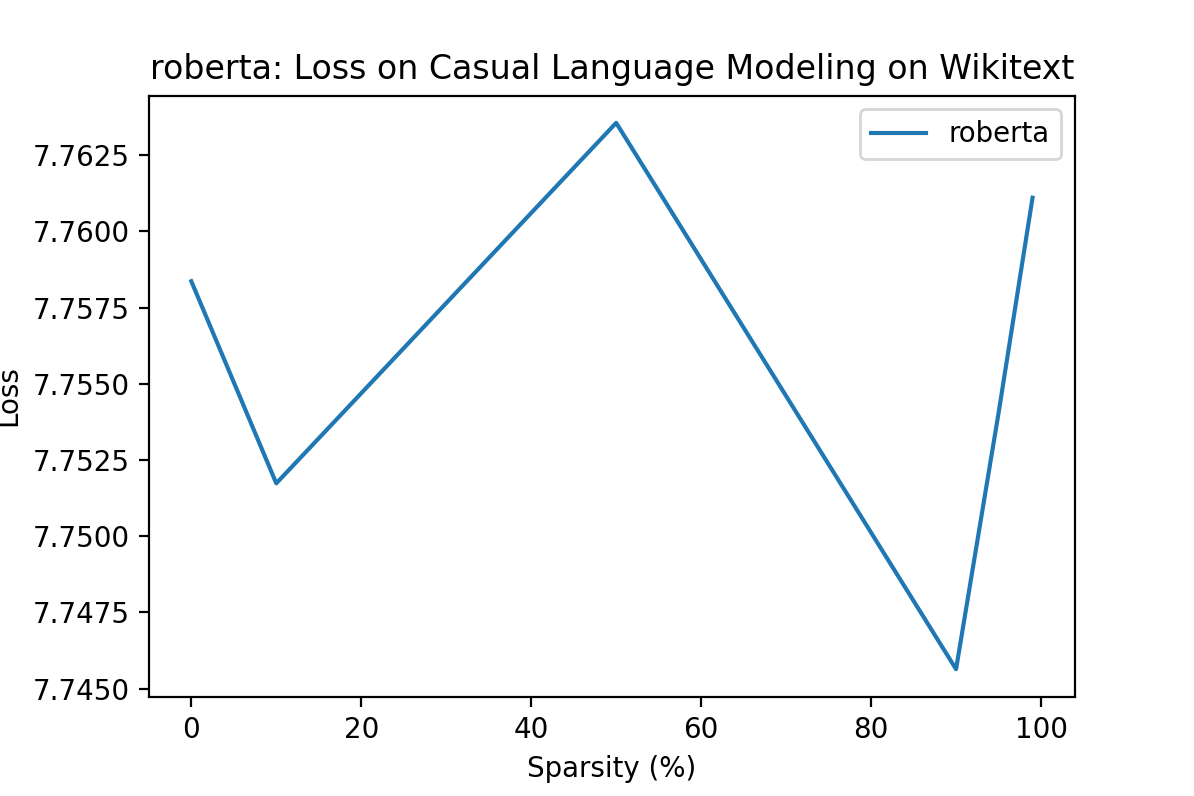 roberta: Loss on Casual Language Modeling on Wikitext
roberta
7.7625
7.7600
7.7575
7.7550
7.7525
7.7500
7.7475
7.7450
Loss
0 20 40 60 80 100
Sparsity (%)